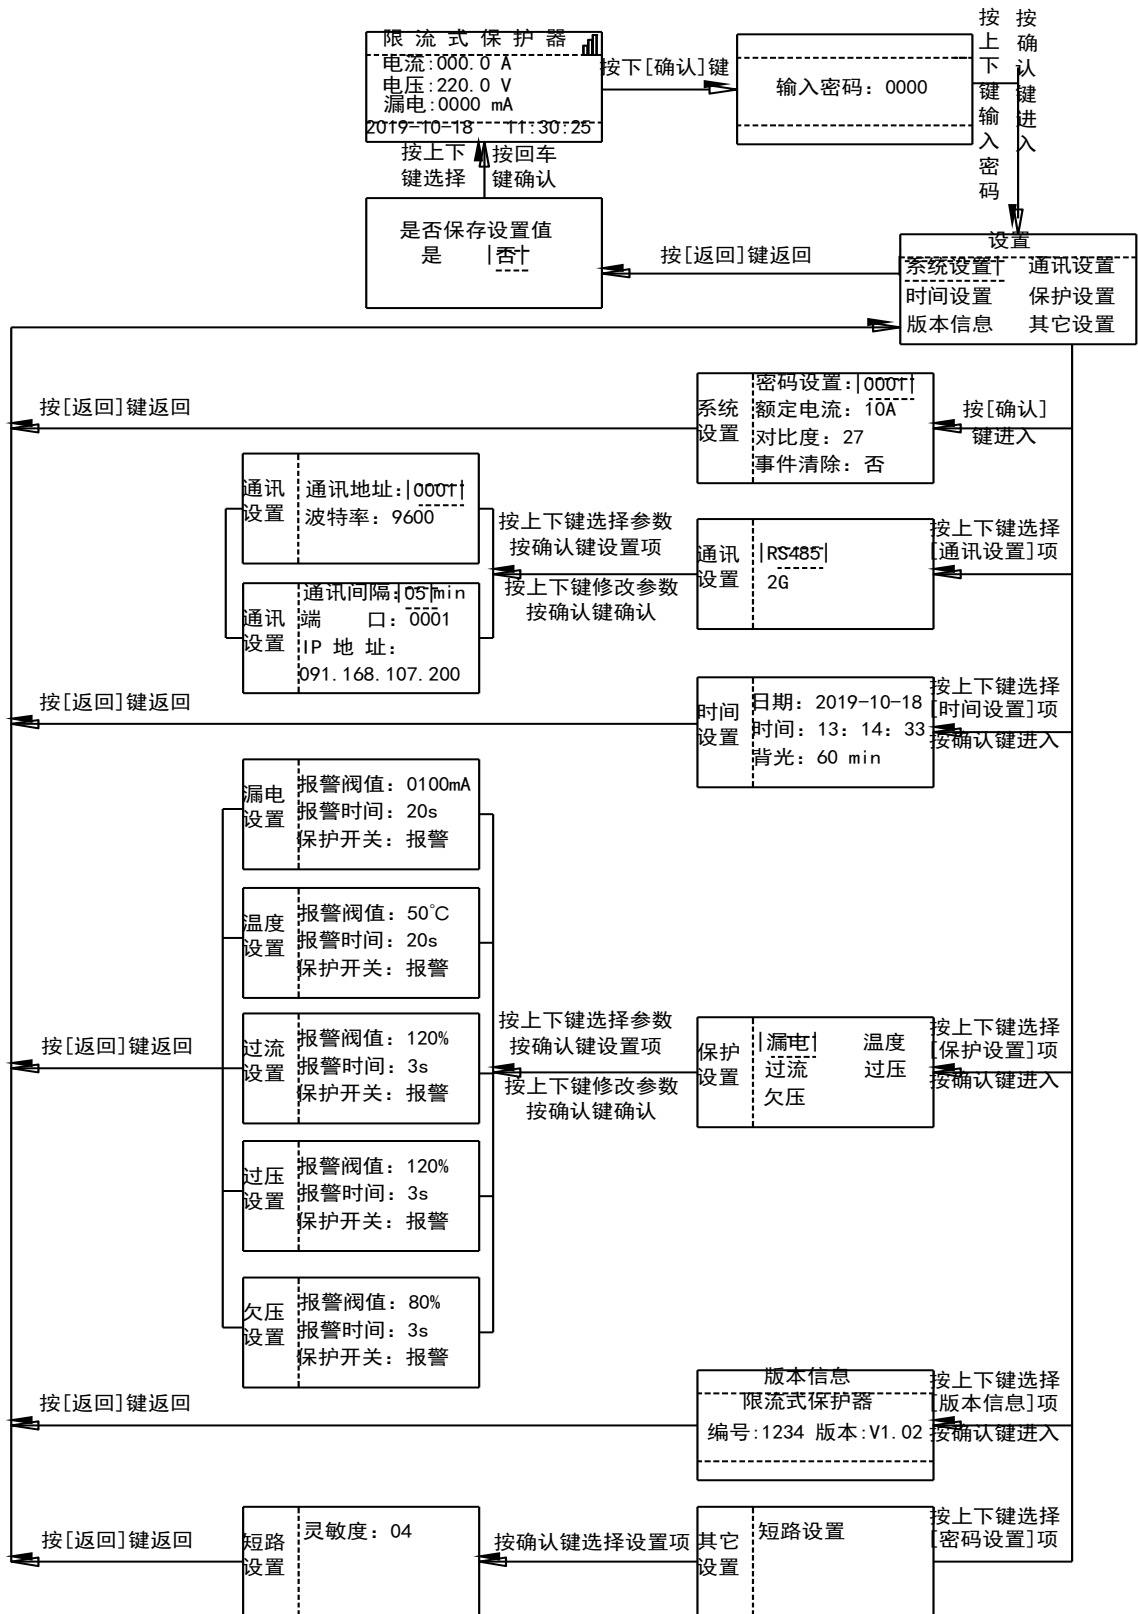 限流式保护器
电流:000.0 A
电压:220.0 V
漏电:0000 mA
2019-10-18 11:30:25
按下[确认]键
输入密码：0000
按上下键输入密码
按确认键进入
按上下
键选择
按回车
键确认
是否保存设置值
是 |否|
按[返回]键返回
设置
系统设置| 通讯设置
时间设置 保护设置
版本信息 其它设置
按[返回]键返回
系统
设置
密码设置:|0001|
额定电流：10A
对比度：27
事件清除：否
按[确认]
键进入
通讯
设置
通讯地址:|0001|
波特率：9600
通讯
设置
通讯间隔:|05|min
端 口：0001
IP 地 址：
091.168.107.200
按上下键选择参数
按确认键设置项
按上下键修改参数
按确认键确认
通讯
设置
|RS485|
2G
按上下键选择
[通讯设置]项
按[返回]键返回
时间
设置
日期：2019-10-18
时间：13：14：33
背光：60 min
按上下键选择
[时间设置]项
按确认键进入
漏电
设置
报警阀值：0100mA
报警时间：20s
保护开关：报警
温度
设置
报警阀值：50℃
报警时间：20s
保护开关：报警
按[返回]键返回
过流
设置
报警阀值：120%
报警时间：3s
保护开关：报警
按上下键选择参数
按确认键设置项
按上下键修改参数
按确认键确认
保护
设置
|漏电| 温度
过流 过压
欠压
按上下键选择
[保护设置]项
按确认键进入
过压
设置
报警阀值：120%
报警时间：3s
保护开关：报警
欠压
设置
报警阀值：80%
报警时间：3s
保护开关：报警
按[返回]键返回
版本信息
限流式保护器
编号:1234 版本:V1.02
按上下键选择
[版本信息]项
按确认键进入
按[返回]键返回
短路
设置
灵敏度：04
按确认键选择设置项
其它
设置
短路设置
按上下键选择
[密码设置]项